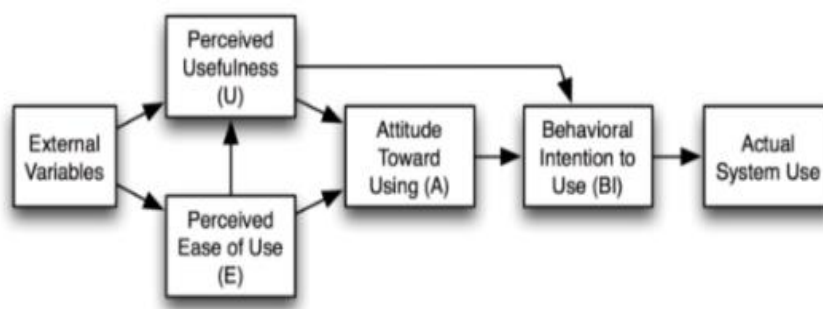 External
Variables
Perceived
Usefulness
(U)
Perceived
Ease of Use
(E)
Attitude
Toward
Using (A)
Behavioral
Intention to
Use (BI)
Actual
System Use